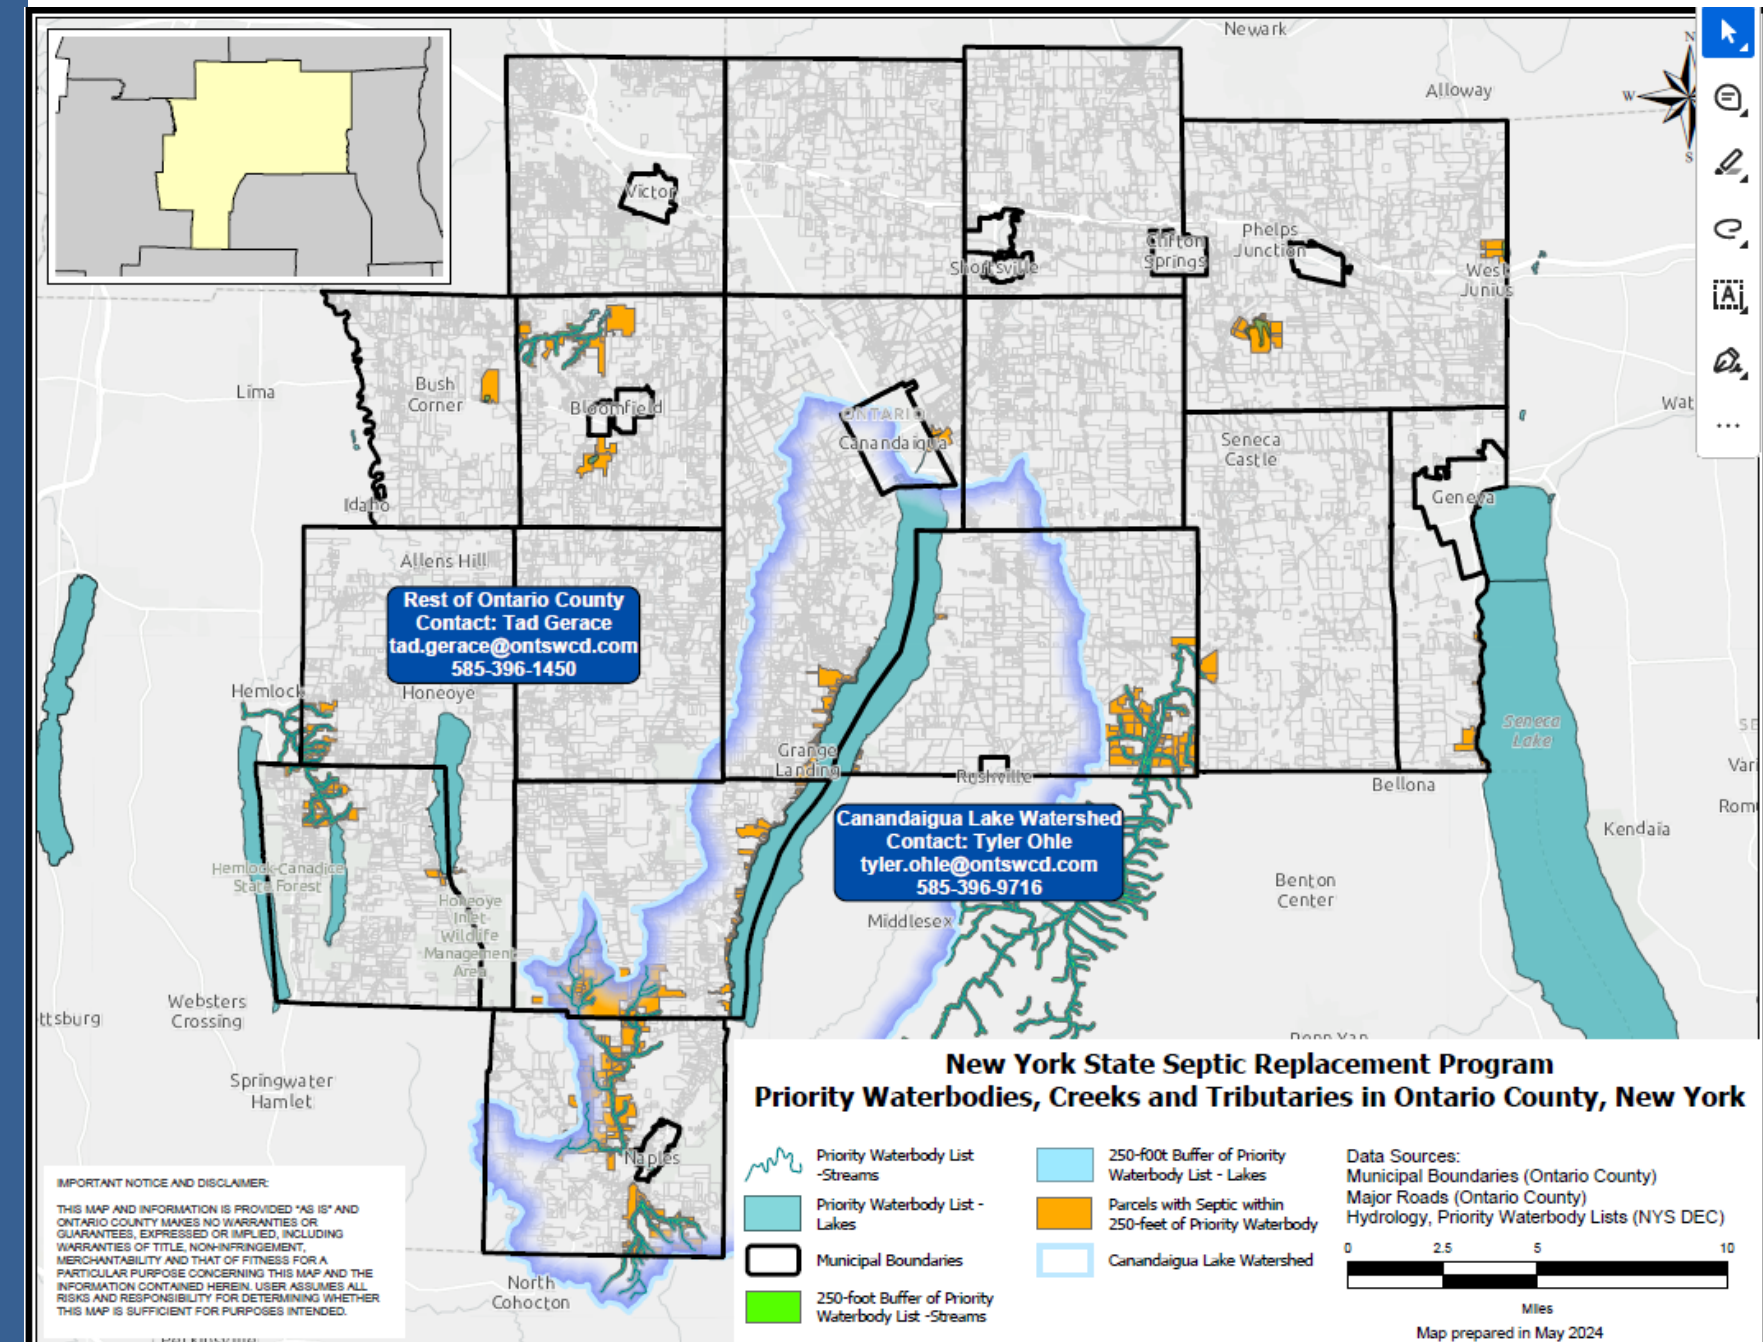 Newark
N
Alloway
W
S
Victor
Phelps
Junction
Clifton
Springs
Shortsville
West
Junius
Lima
Bush
Corner
Bloomfield
ONTARIO
Canandaigua
Seneca
Castle
Wat
Geneva
Idaho
Allens Hill
Rest of Ontario County
Contact: Tad Gerace
tad.gerace@ontswcd.com
585-396-1450
Hemlock
Honeoye
Seneca
Lake
Grange
Landing
Rushville
Bellona
Vari
Rom
Canandaigua Lake Watershed
Contact: Tyler Ohle
tyler.ohle@ontswcd.com
585-396-9716
Kendaia
Hemlock-Canadice
State Forest
Honeoye
Inlet
Wildlife
Management
Area
Benton
Center
Middlesex
Websters
Crossing
ttsburg
Penn Yan
Springwater
Hamlet
Naples
North
Cohocton
New York State Septic Replacement Program
Priority Waterbodies, Creeks and Tributaries in Ontario County, New York
Priority Waterbody List
-Streams
Priority Waterbody List -
Lakes
Municipal Boundaries
250-foot Buffer of Priority
Waterbody List -Streams
250-f00t Buffer of Priority
Waterbody List - Lakes
Parcels with Septic within
250-feet of Priority Waterbody
Canandaigua Lake Watershed
Data Sources:
Municipal Boundaries (Ontario County)
Major Roads (Ontario County)
Hydrology, Priority Waterbody Lists (NYS DEC)
0 2.5 5 10
Miles
Map prepared in May 2024
IMPORTANT NOTICE AND DISCLAIMER:
THIS MAP AND INFORMATION IS PROVIDED "AS IS" AND
ONTARIO COUNTY MAKES NO WARRANTIES OR
GUARANTEES, EXPRESSED OR IMPLIED, INCLUDING
WARRANTIES OF TITLE, NON-INFRINGEMENT,
MERCHANTABILITY AND THAT OF FITNESS FOR A
PARTICULAR PURPOSE CONCERNING THIS MAP AND THE
INFORMATION CONTAINED HEREIN. USER ASSUMES ALL
RISKS AND RESPONSIBILITY FOR DETERMINING WHETHER
THIS MAP IS SUFFICIENT FOR PURPOSES INTENDED.